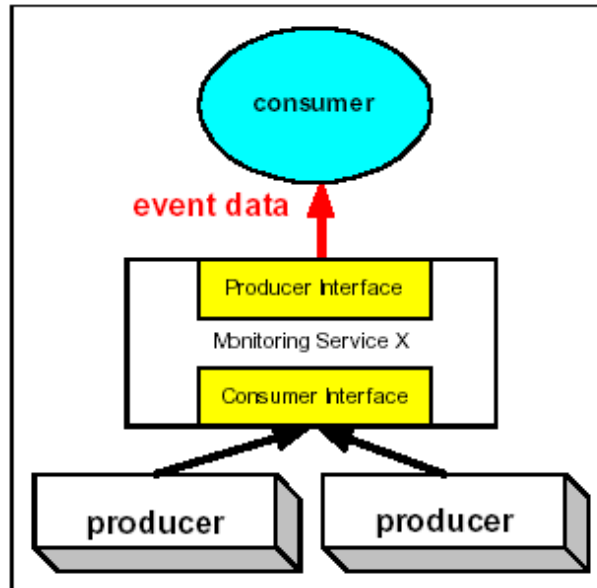 consumer
event data
Producer Interface
Monitoring Service X
Consumer Interface
producer
producer